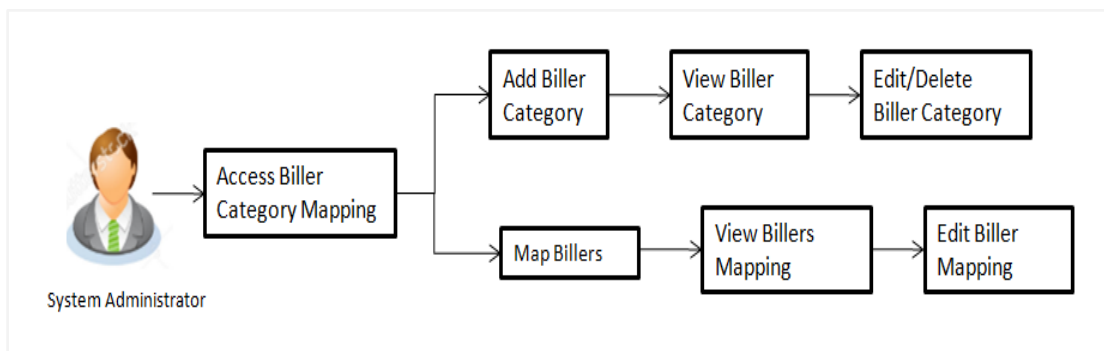 Add Biller
Category
View Biller
Category
Edit/Delete
Biller Category
Access Biller
Category Mapping
Map Billers
View Billers
Mapping
Edit Biller
Mapping
System Administrator